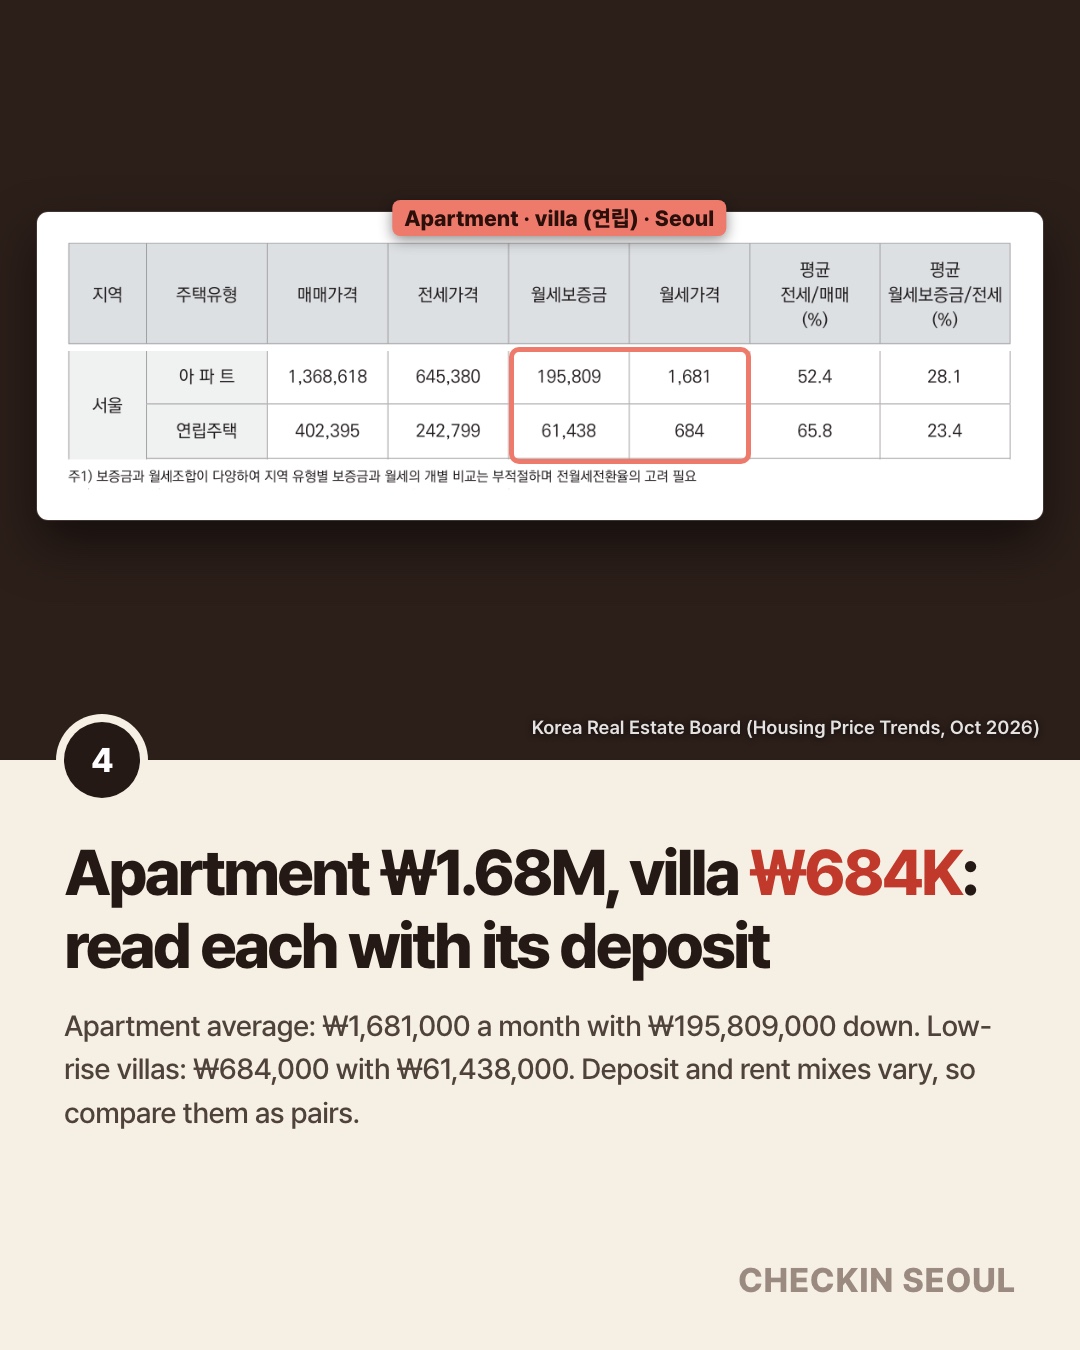 Apartment · villa (연립) · Seoul
지역 주택유형 매매가격 전세가격 월세보증금 월세가격 평균 전세/매매 (%) 평균 월세보증금/전세 (%)
서울 아 파 트 1,368,618 645,380 195,809 1,681 52.4 28.1
연립주택 402,395 242,799 61,438 684 65.8 23.4
주1) 보증금과 월세조합이 다양하여 지역 유형별 보증금과 월세의 개별 비교는 부적절하며 전월세전환율의 고려 필요
Korea Real Estate Board (Housing Price Trends, Oct 2026)
4
Apartment ₩1.68M, villa ₩684K:
read each with its deposit
Apartment average: ₩1,681,000 a month with ₩195,809,000 down. Low-
rise villas: ₩684,000 with ₩61,438,000. Deposit and rent mixes vary, so
compare them as pairs.
CHECKIN SEOUL